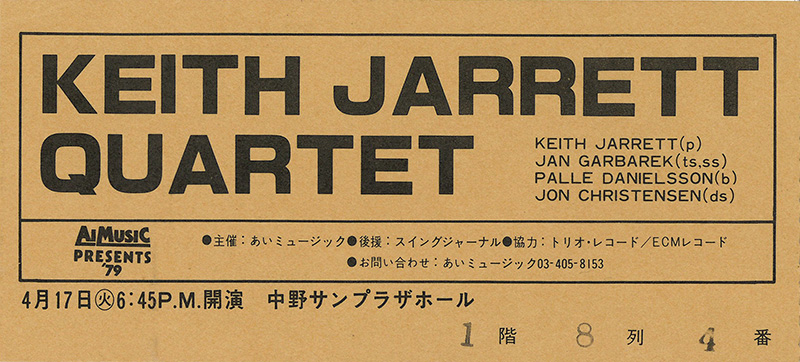 KEITH JARRETT
QUARTET
KEITH JARRETT(p)
JAN GARBAREK(ts,ss)
PALLE DANIELSSON(b)
JON CHRISTENSEN(ds)
AI MUSIC
PRESENTS
'79
●主催：あいミュージック●後援：スイングジャーナル●協力：トリオ・レコード／ECMレコード
●お問い合わせ：あいミュージック03-405-8153
4月17日㊋6:45P.M.開演 中野サンプラザホール
1 階 8 列 4 番